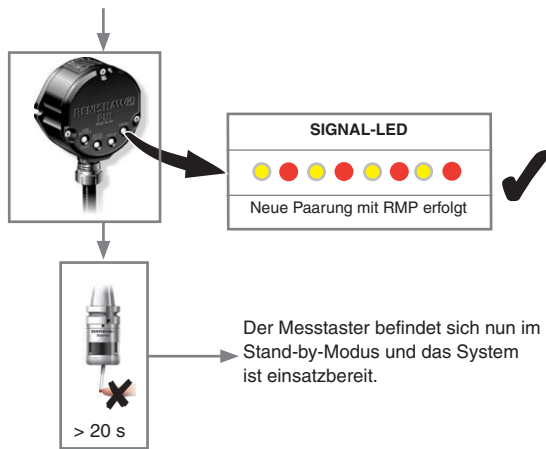 RENISHAW
SIGNAL-LED
Neue Paarung mit RMP erfolgt
Der Messtaster befindet sich nun im
Stand-by-Modus und das System
ist einsatzbereit.
> 20 s